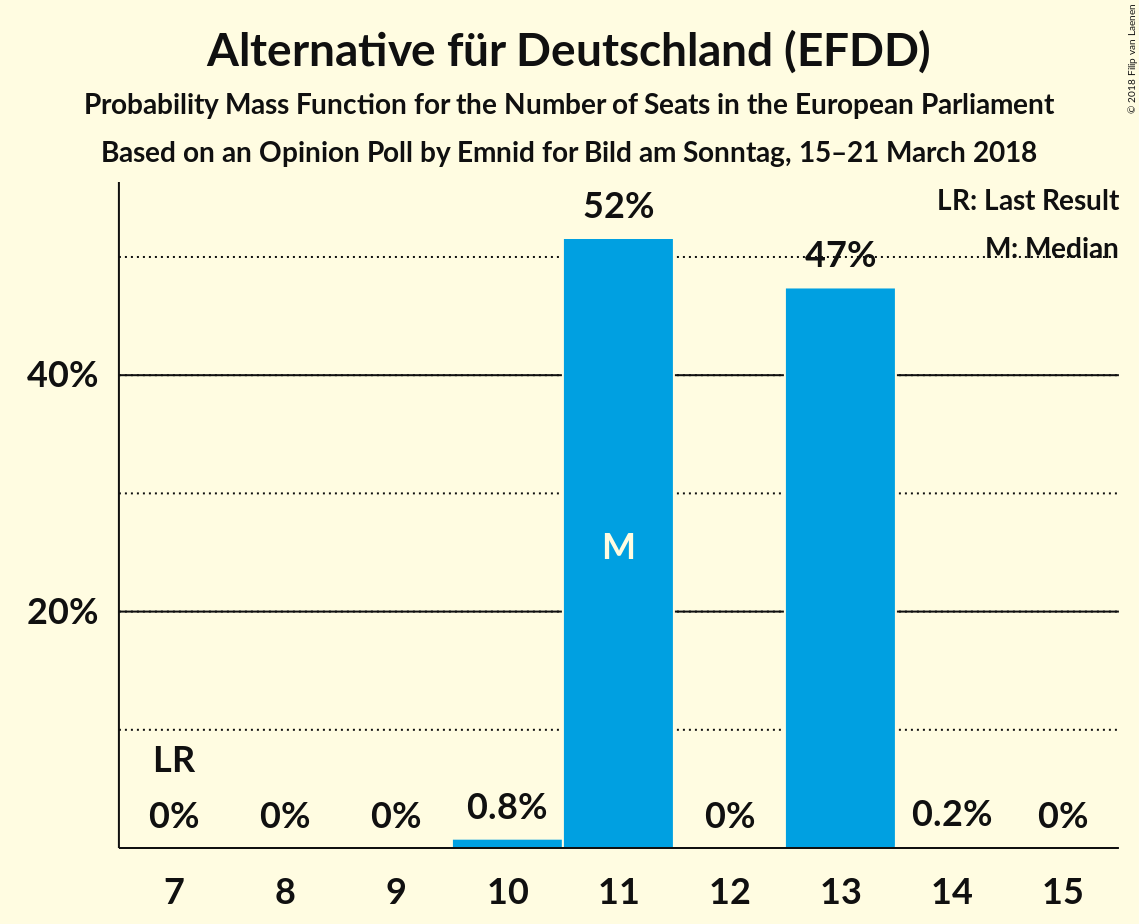 Alternative für Deutschland (EFDD)
Probability Mass Function for the Number of Seats in the European Parliament
Based on an Opinion Poll by Emnid for Bild am Sonntag, 15–21 March 2018
© 2018 Filip van Laenen
LR: Last Result
M: Median
52%
47%
40%
M
20%
LR
0%
0%
0%
0.8%
0%
0.2%
0%
7 8 9 10 11 12 13 14 15